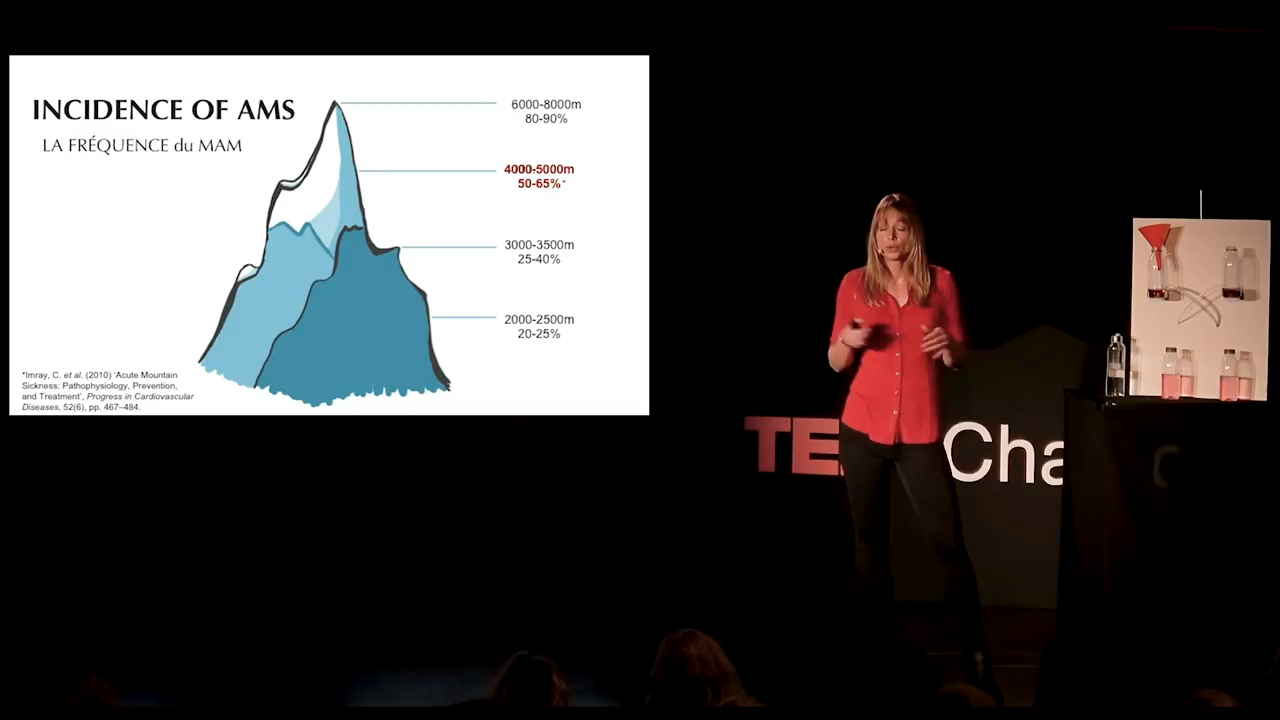 INCIDENCE OF AMS
LA FRÉQUENCE du MAM
6000-8000m
80-90%
4000-5000m
50-65%*
3000-3500m
25-40%
2000-2500m
20-25%
*Imray, C. et al. (2010) ‘Acute Mountain
Sickness: Pathophysiology, Prevention,
and Treatment’, Progress in Cardiovascular
Diseases, 52(6), pp. 467–484.
TE
Cha